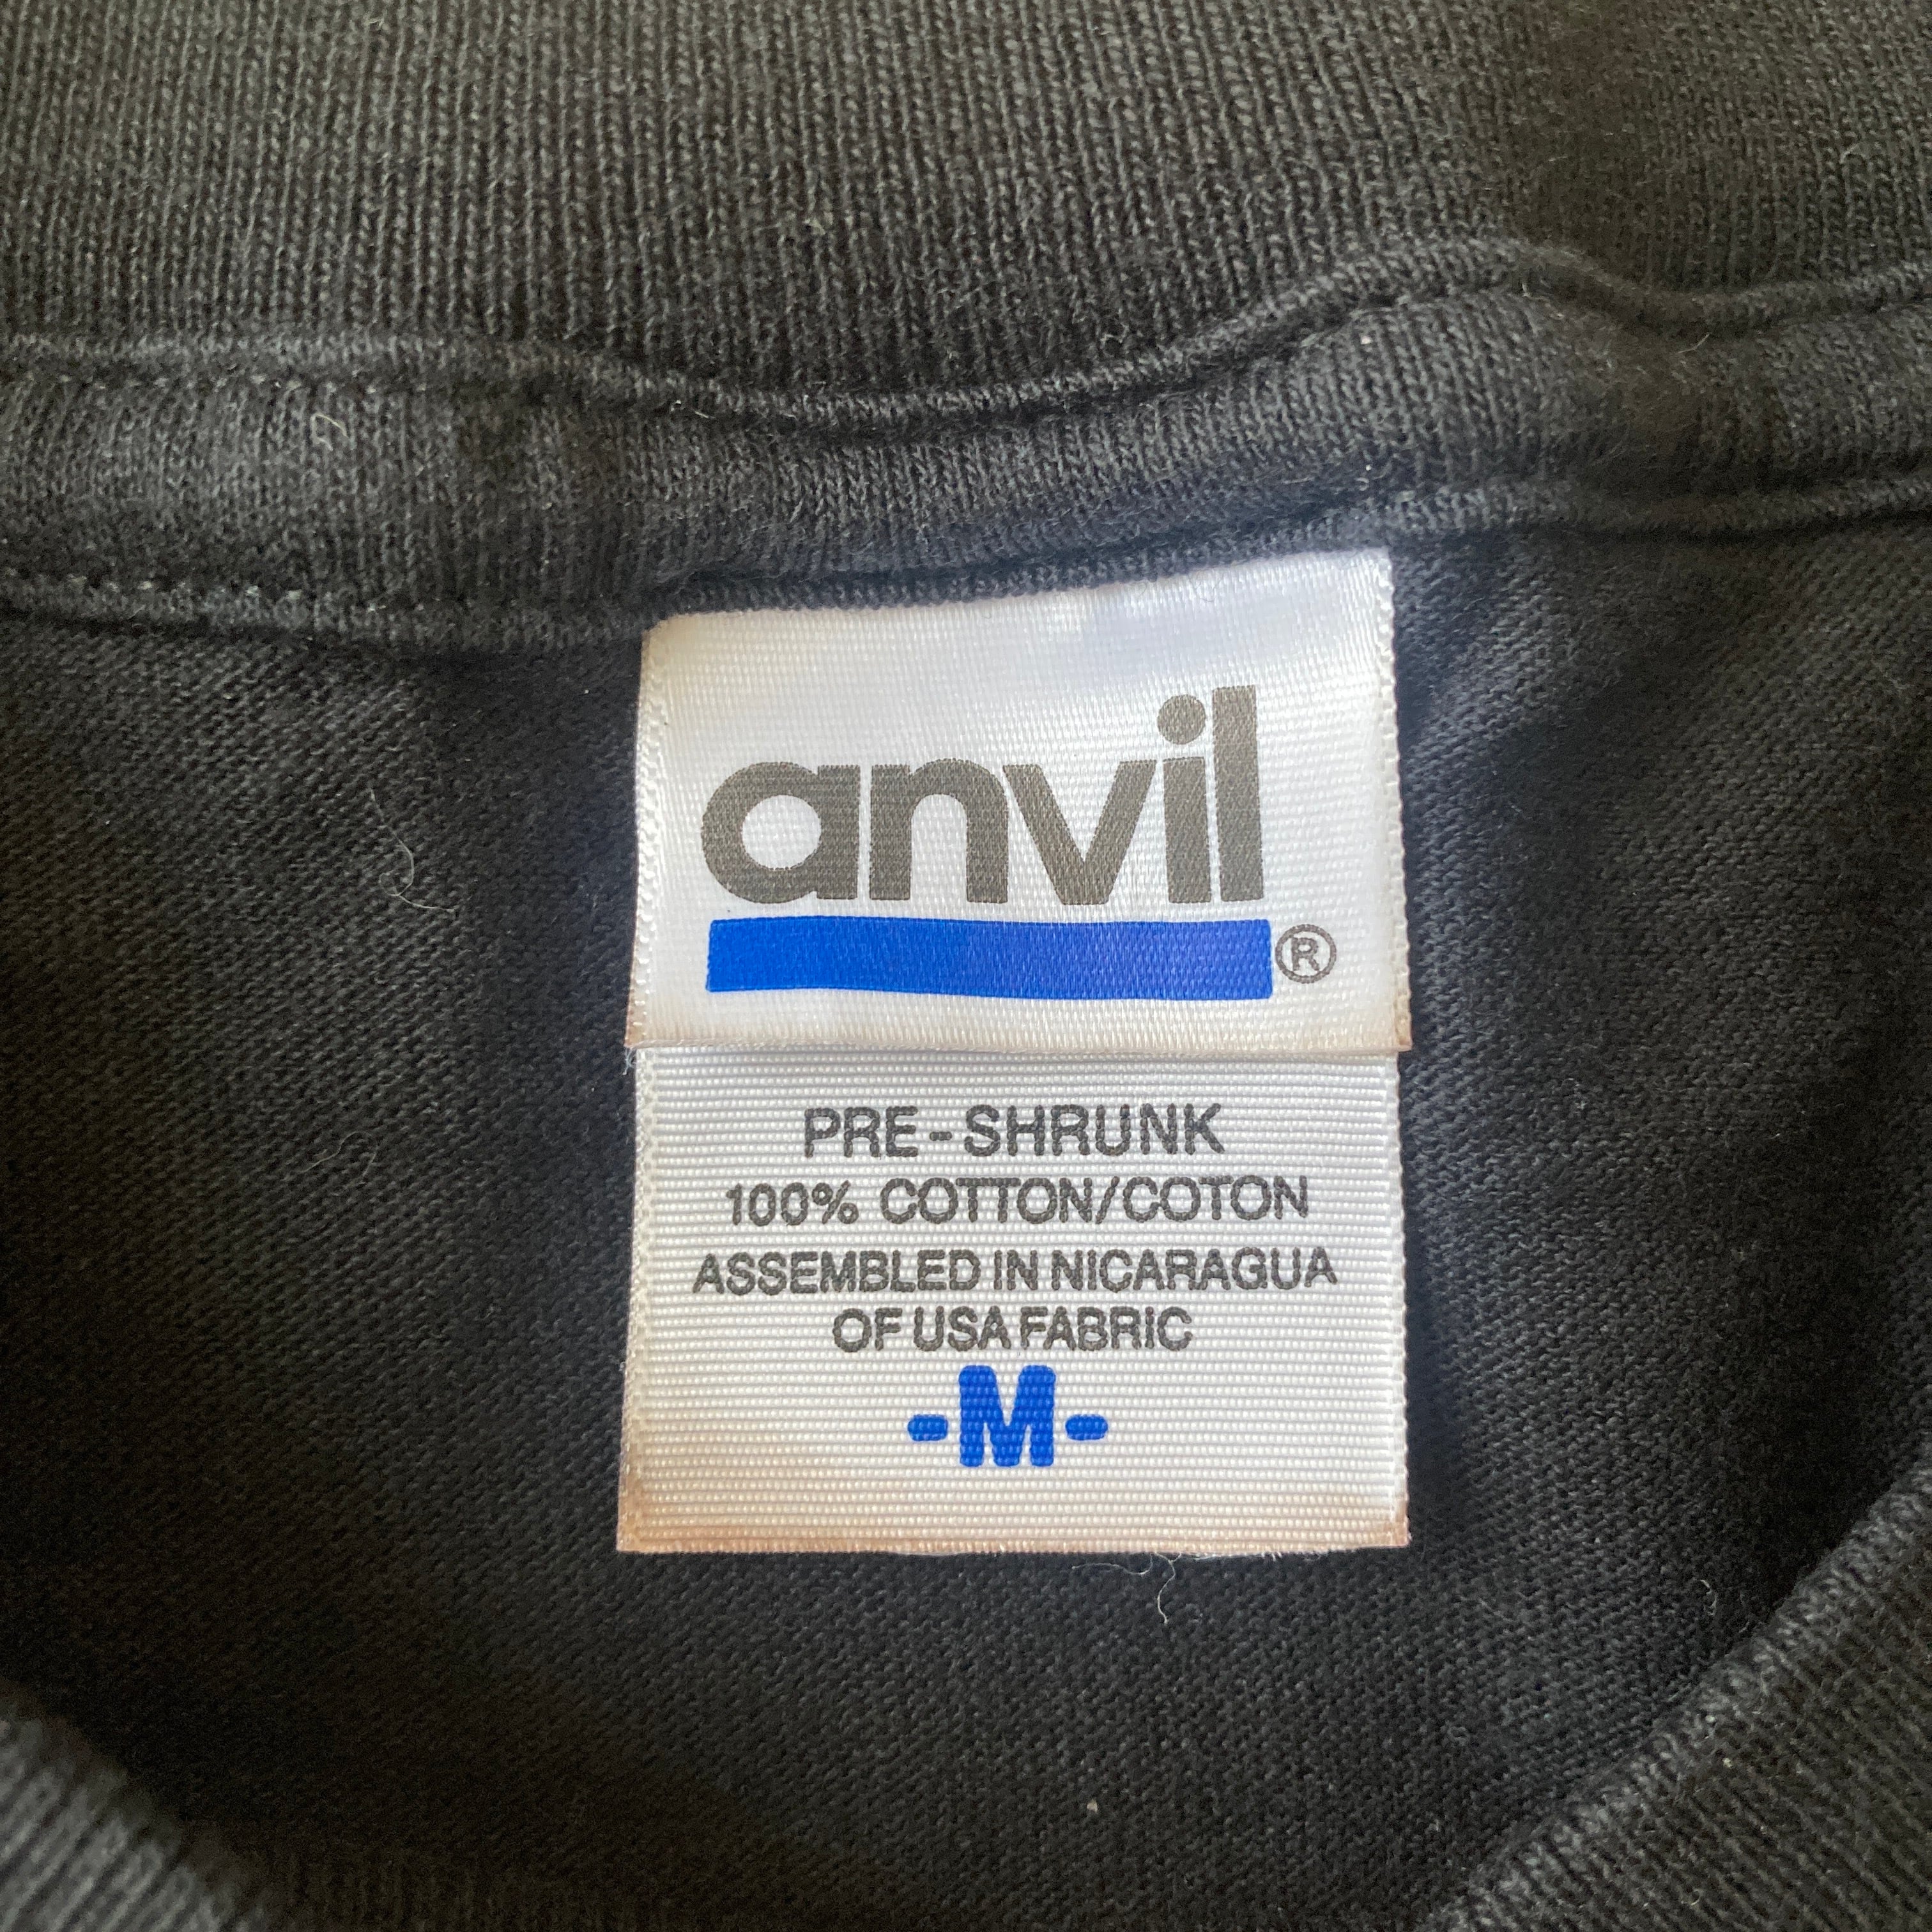 anvil
®
PRE-SHRUNK
100% COTTON/COTON
ASSEMBLED IN NICARAGUA
OF USA FABRIC
-M-